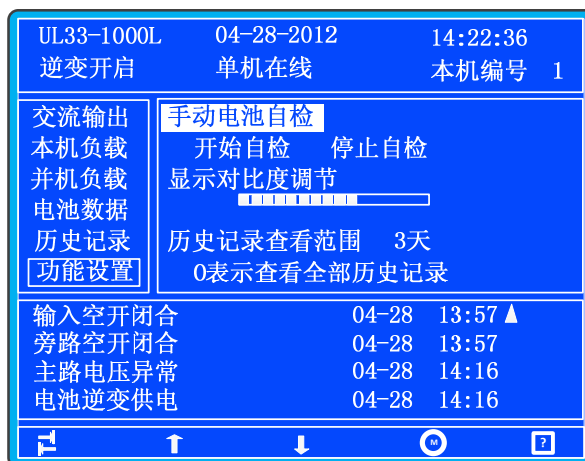 UL33-1000L 04-28-2012 14:22:36
逆变开启 单机在线 本机编号 1
交流输出
本机负载
并机负载
电池数据
历史记录
功能设置
手动电池自检
开始自检 停止自检
显示对比度调节
历史记录查看范围 3天
0表示查看全部历史记录
输入空开闭合 04-28 13:57
旁路空开闭合 04-28 13:57
主路电压异常 04-28 14:16
电池逆变供电 04-28 14:16
M ?